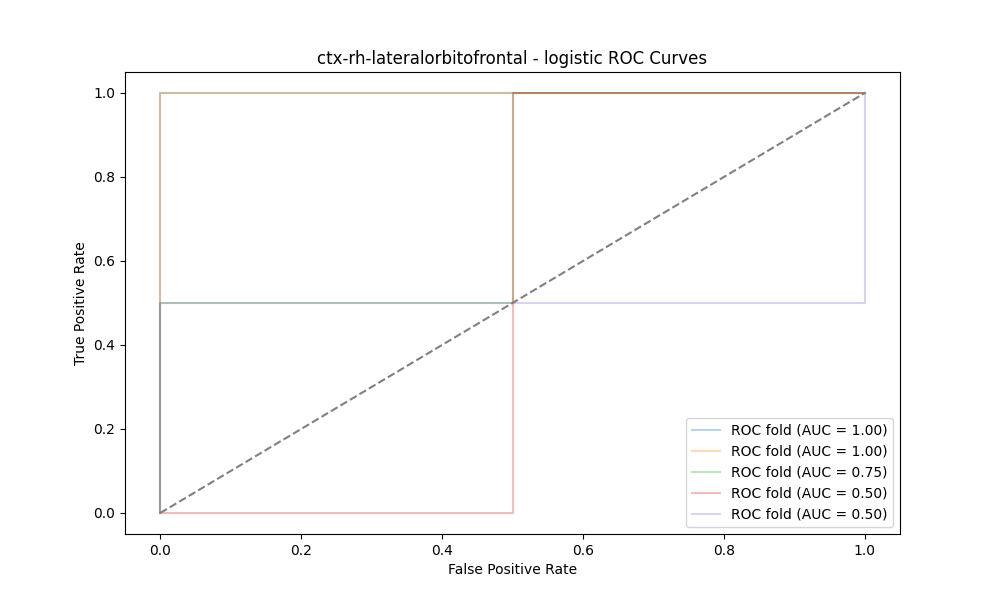 ctx-rh-lateralorbitofrontal - logistic ROC Curves
True Positive Rate
1.0
0.8
0.6
0.4
0.2
0.0
ROC fold (AUC = 1.00)
ROC fold (AUC = 1.00)
ROC fold (AUC = 0.75)
ROC fold (AUC = 0.50)
ROC fold (AUC = 0.50)
0.0 0.2 0.4 0.6 0.8 1.0
False Positive Rate